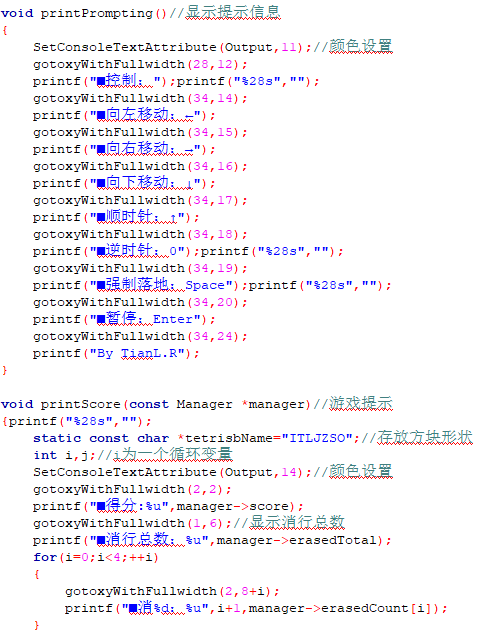 void printPrompting()//显示提示信息
{
    SetConsoleTextAttribute(Output,11);//颜色设置
    gotoxyWithFullwidth(28,12);
    printf("■控制：");printf("%28s","");
    gotoxyWithFullwidth(34,14);
    printf("■向左移动：←");
    gotoxyWithFullwidth(34,15);
    printf("■向右移动：→");
    gotoxyWithFullwidth(34,16);
    printf("■向下移动：↓");
    gotoxyWithFullwidth(34,17);
    printf("■顺时针：↑");
    gotoxyWithFullwidth(34,18);
    printf("■逆时针：0");printf("%28s","");
    gotoxyWithFullwidth(34,19);
    printf("■强制落地：Space");printf("%28s","");
    gotoxyWithFullwidth(34,20);
    printf("■暂停：Enter");
    gotoxyWithFullwidth(34,24);
    printf("By TianL.R");
}
void printScore(const Manager *manager)//游戏提示
{printf("%28s","");
    static const char *tetrisbName="ITLJZSO";//存放方块形状
    int i,j;//i为一个循环变量
    SetConsoleTextAttribute(Output,14);//颜色设置
    gotoxyWithFullwidth(2,2);
    printf("■得分:%u",manager->score);
    gotoxyWithFullwidth(1,6);//显示消行总数
    printf("■消行总数：%u",manager->erasedTotal);
    for(i=0;i<4;++i)
    {
        gotoxyWithFullwidth(2,8+i);
        printf("■消%d：%u",i+1,manager->erasedCount[i]);
    }